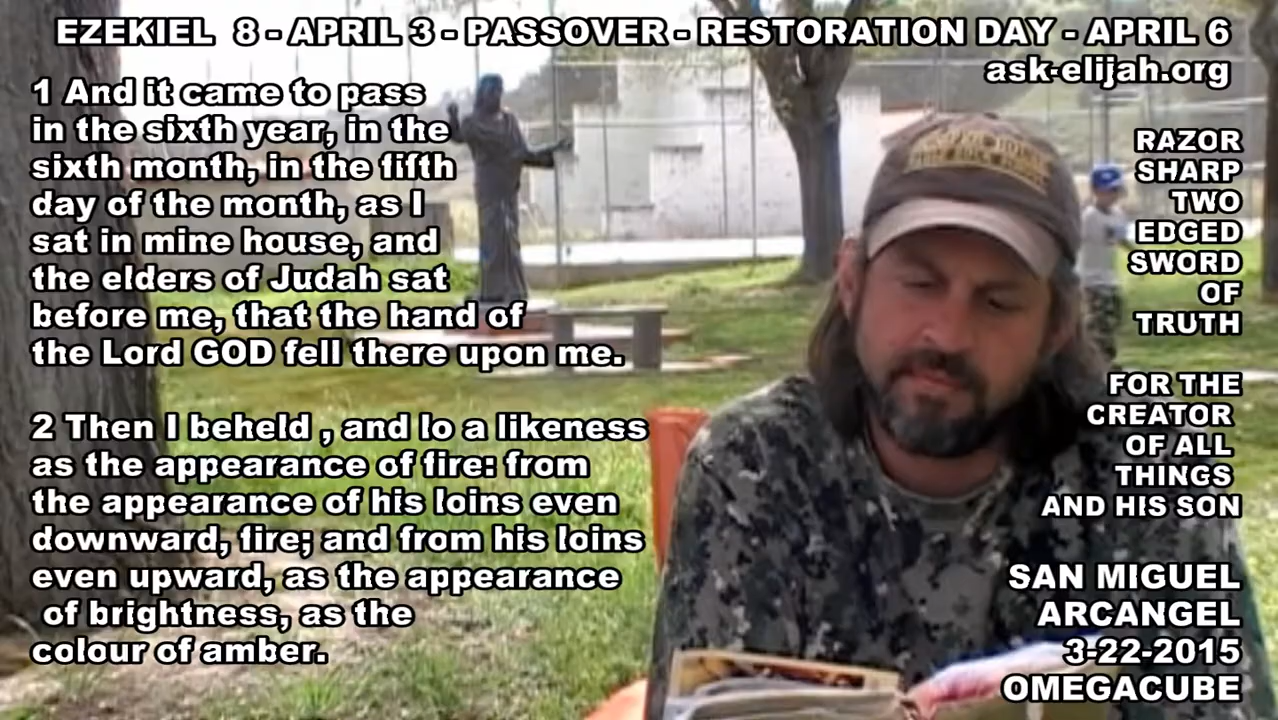 EZEKIEL 8 - APRIL 3 - PASSOVER - RESTORATION DAY - APRIL 6
ask-elijah.org
1 And it came to pass
in the sixth year, in the
sixth month, in the fifth
day of the month, as I
sat in mine house, and
the elders of Judah sat
before me, that the hand of
the Lord GOD fell there upon me.
2 Then I beheld , and lo a likeness
as the appearance of fire: from
the appearance of his loins even
downward, fire; and from his loins
even upward, as the appearance
of brightness, as the
colour of amber.
RAZOR
SHARP
TWO
EDGED
SWORD
OF
TRUTH
FOR THE
CREATOR
OF ALL
THINGS
AND HIS SON
SAN MIGUEL
ARCANGEL
3-22-2015
OMEGACUBE